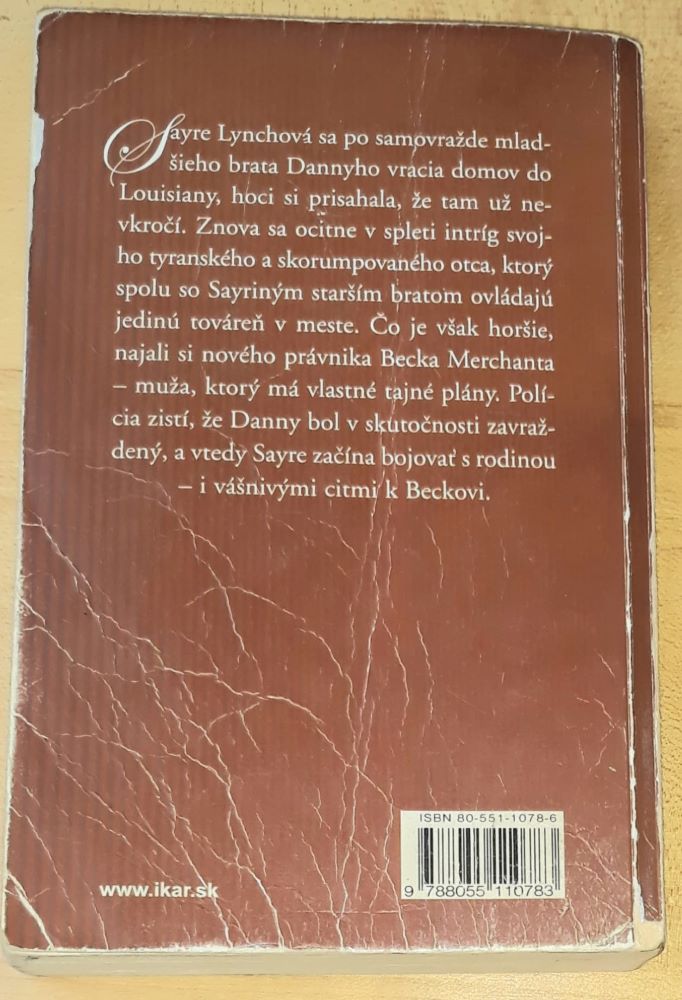 Sayre Lynchová sa po samovražde mlad-
šieho brata Dannyho vracia domov do
Louisiany, hoci si prisahala, že tam už ne-
vkročí. Znova sa ocitne v spleti intríg svoj-
ho tyranského a skorumpovaného otca, ktorý
spolu so Sayriným starším bratom ovládajú
jedinú továreň v meste. Čo je však horšie,
najali si nového právnika Becka Merchanta
– muža, ktorý má vlastné tajné plány. Polí-
cia zistí, že Danny bol v skutočnosti zavraž-
dený, a vtedy Sayre začína bojovať s rodinou
– i vášnivými citmi k Beckovi.
ISBN 80-551-1078-6
9 788055 110783
www.ikar.sk